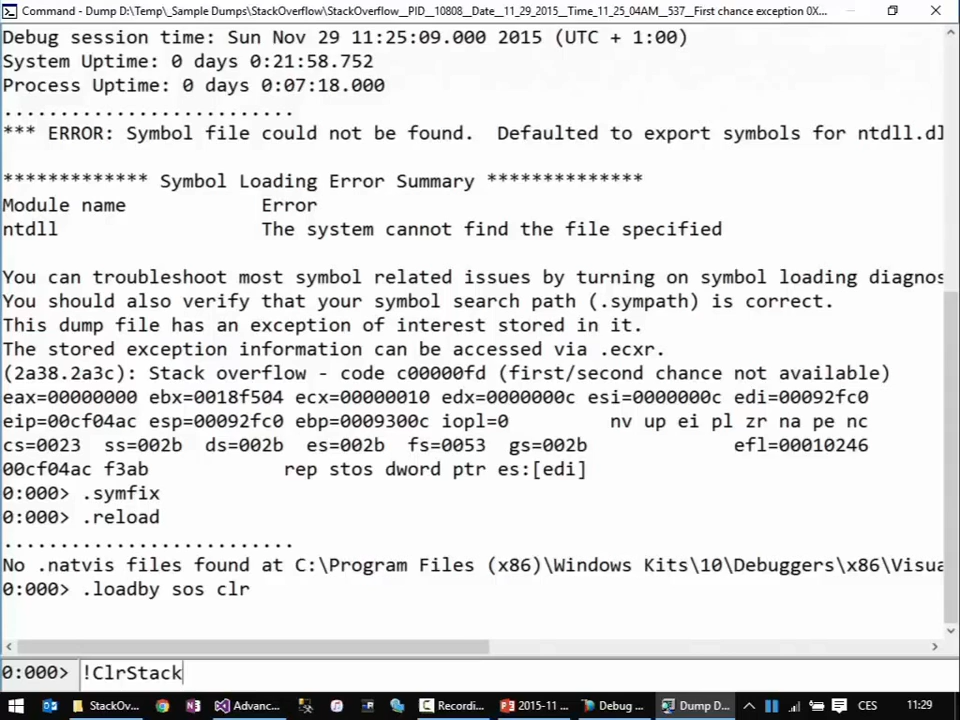 Command - Dump D:\Temp\_Sample Dumps\StackOverflow\StackOverflow__PID__10808__Date__11_29_2015__Time_11_25_04AM__537__First chance exception 0X...
Debug session time: Sun Nov 29 11:25:09.000 2015 (UTC + 1:00)
System Uptime: 0 days 0:21:58.752
Process Uptime: 0 days 0:07:18.000
..........................
*** ERROR: Symbol file could not be found.  Defaulted to export symbols for ntdll.dl
************* Symbol Loading Error Summary **************
Module name            Error
ntdll                  The system cannot find the file specified
You can troubleshoot most symbol related issues by turning on symbol loading diagnos
You should also verify that your symbol search path (.sympath) is correct.
This dump file has an exception of interest stored in it.
The stored exception information can be accessed via .ecxr.
(2a38.2a3c): Stack overflow - code c00000fd (first/second chance not available)
eax=00000000 ebx=0018f504 ecx=00000010 edx=0000000c esi=0000000c edi=00092fc0
eip=00cf04ac esp=00092fc0 ebp=0009300c iopl=0         nv up ei pl zr na pe nc
cs=0023  ss=002b  ds=002b  es=002b  fs=0053  gs=002b             efl=00010246
00cf04ac f3ab            rep stos dword ptr es:[edi]
0:000> .symfix
0:000> .reload
..........................
No .natvis files found at C:\Program Files (x86)\Windows Kits\10\Debuggers\x86\Visua
0:000> .loadby sos clr
0:000> !ClrStack
StackOv... Advanc... Recordi... 2015-11 ... Debug ... Dump D... CES 11:29